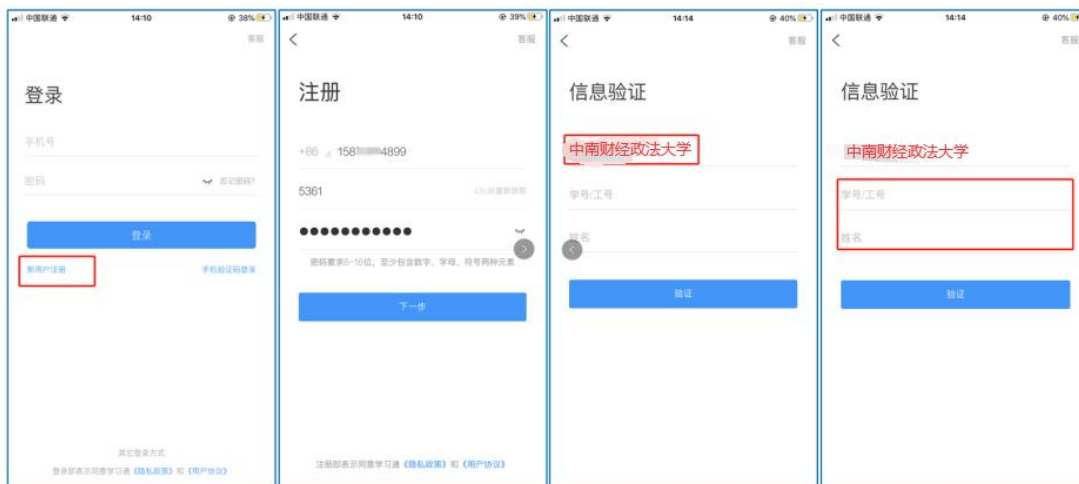 中国联通
14:10
38%
客服
登录
手机号
密码
忘记密码?
登录
新用户注册
手机验证码登录
其它登录方式
登录即表示同意学习通《隐私政策》和《用户协议》
中国联通
14:10
39%
客服
注册
+86
158 4899
5361
重新获取
●●●●●●●●●●●
密码要求6-16位，至少包含数字、字母、符号两种元素
下一步
注册即表示同意学习通《隐私政策》和《用户协议》
中国联通
14:14
40%
客服
信息验证
中南财经政法大学
学号/工号
姓名
验证
中国联通
14:14
40%
客服
信息验证
中南财经政法大学
学号/工号
姓名
验证